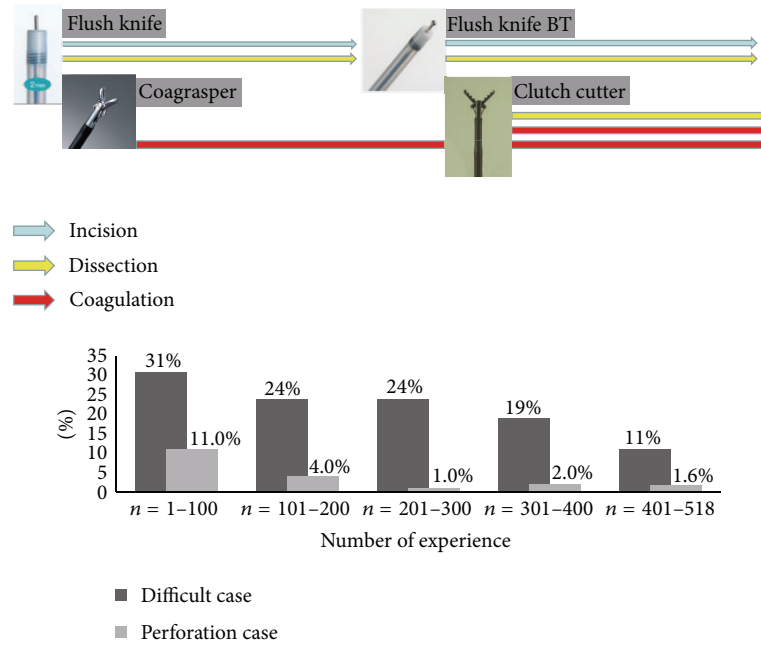 Flush knife
Flush knife BT
2 mm
Coagrasper
Clutch cutter
Incision
Dissection
Coagulation
35
30
25
20
15
10
5
0
(%)
31%
11.0%
24%
4.0%
24%
1.0%
19%
2.0%
11%
1.6%
n = 1–100
n = 101–200
n = 201–300
n = 301–400
n = 401–518
Number of experience
Difficult case
Perforation case